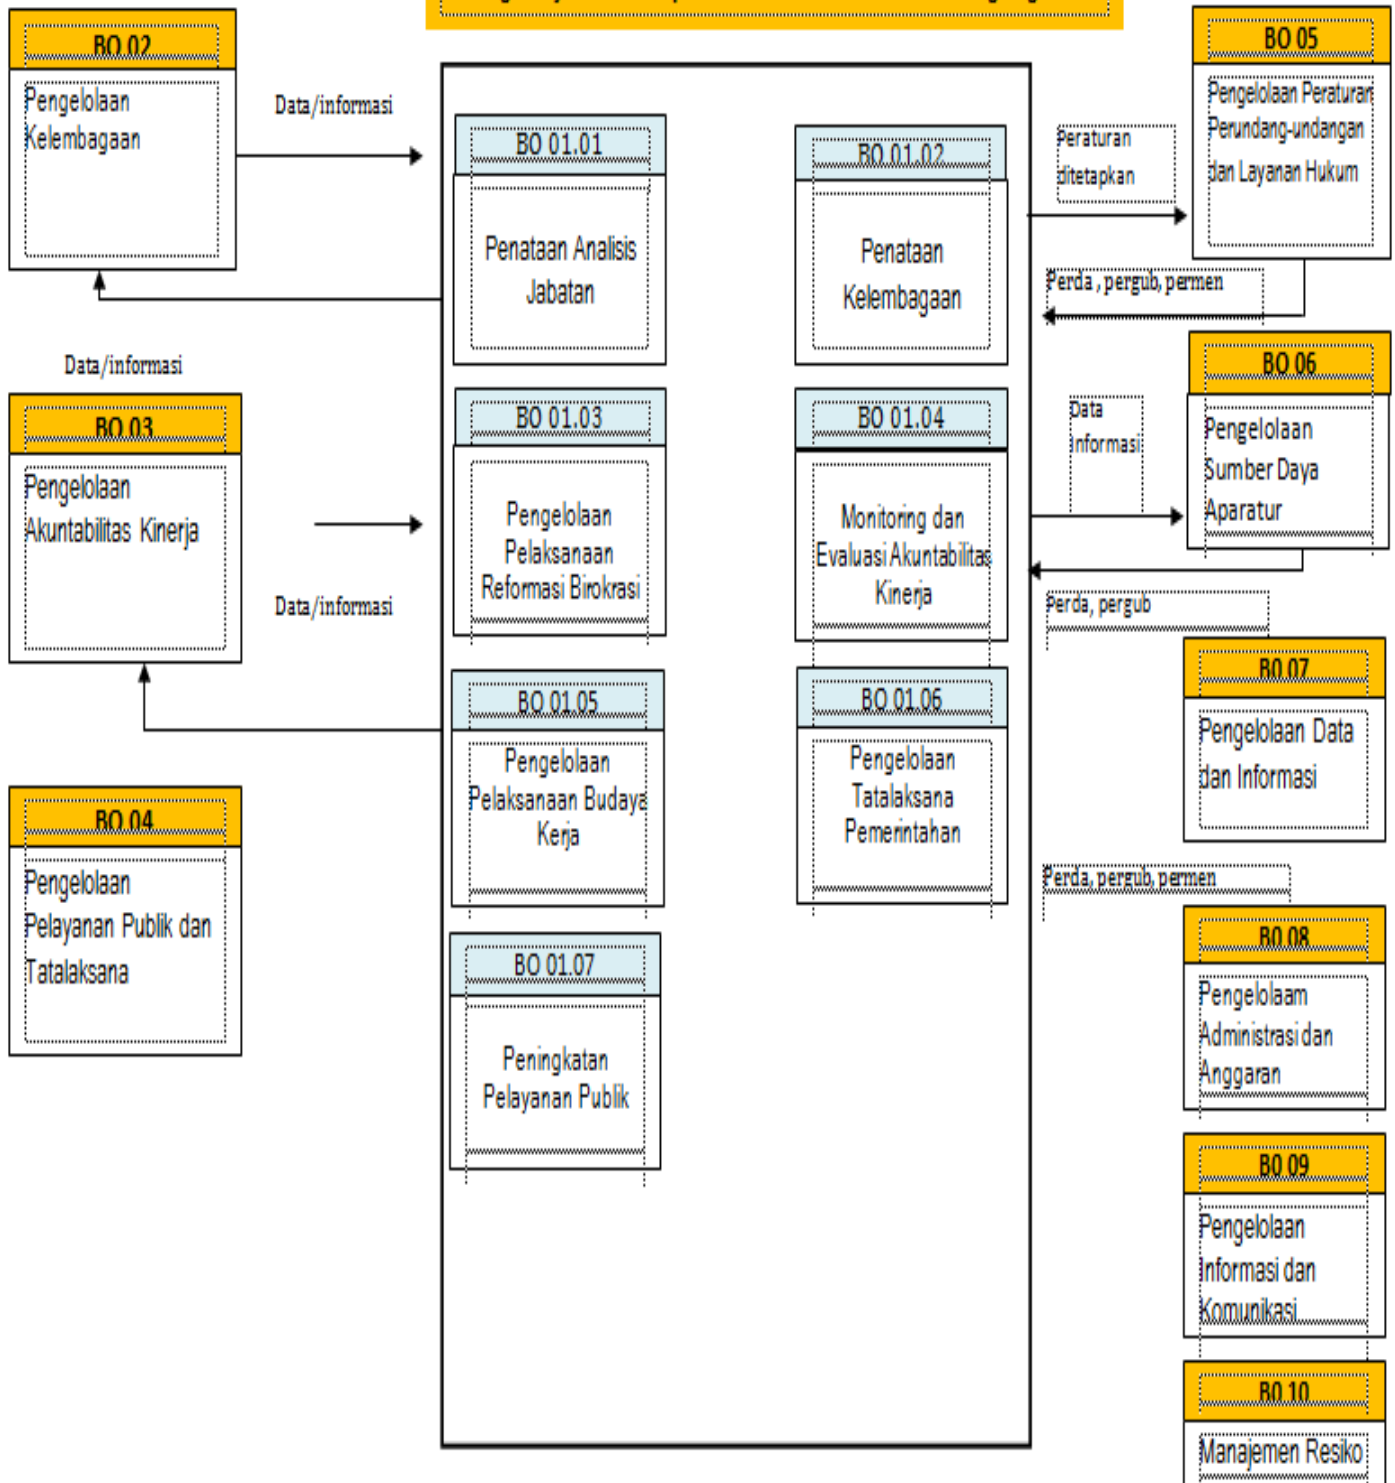 BO 02
Pengelolaan
Kelembagaan
Data/informasi
Data/informasi
BO 03
Pengelolaan
Akuntabilitas Kinerja
Data/informasi
BO 04
Pengelolaan
Pelayanan Publik dan
Tatalaksana
BO 01.01
Penataan Analisis
Jabatan
BO 01.02
Penataan
Kelembagaan
BO 01.03
Pengelolaan
Pelaksanaan
Reformasi Birokrasi
BO 01.04
Monitoring dan
Evaluasi Akuntabilitas
Kinerja
BO 01.05
Pengelolaan
Pelaksanaan Budaya
Kerja
BO 01.06
Pengelolaan
Tatalaksana
Pemerintahan
BO 01.07
Peningkatan
Pelayanan Publik
Peraturan
ditetapkan
Perda , pergub, permen
Data
Informasi
Perda, pergub
Perda, pergub, permen
BO 05
Pengelolaan Peraturan
Perundang-undangan
dan Layanan Hukum
BO 06
Pengelolaan
Sumber Daya
Aparatur
BO 07
Pengelolaan Data
dan Informasi
BO 08
Pengelolaam
Administrasi dan
Anggaran
BO 09
Pengelolaan
Informasi dan
Komunikasi
BO 10
Manajemen Resiko